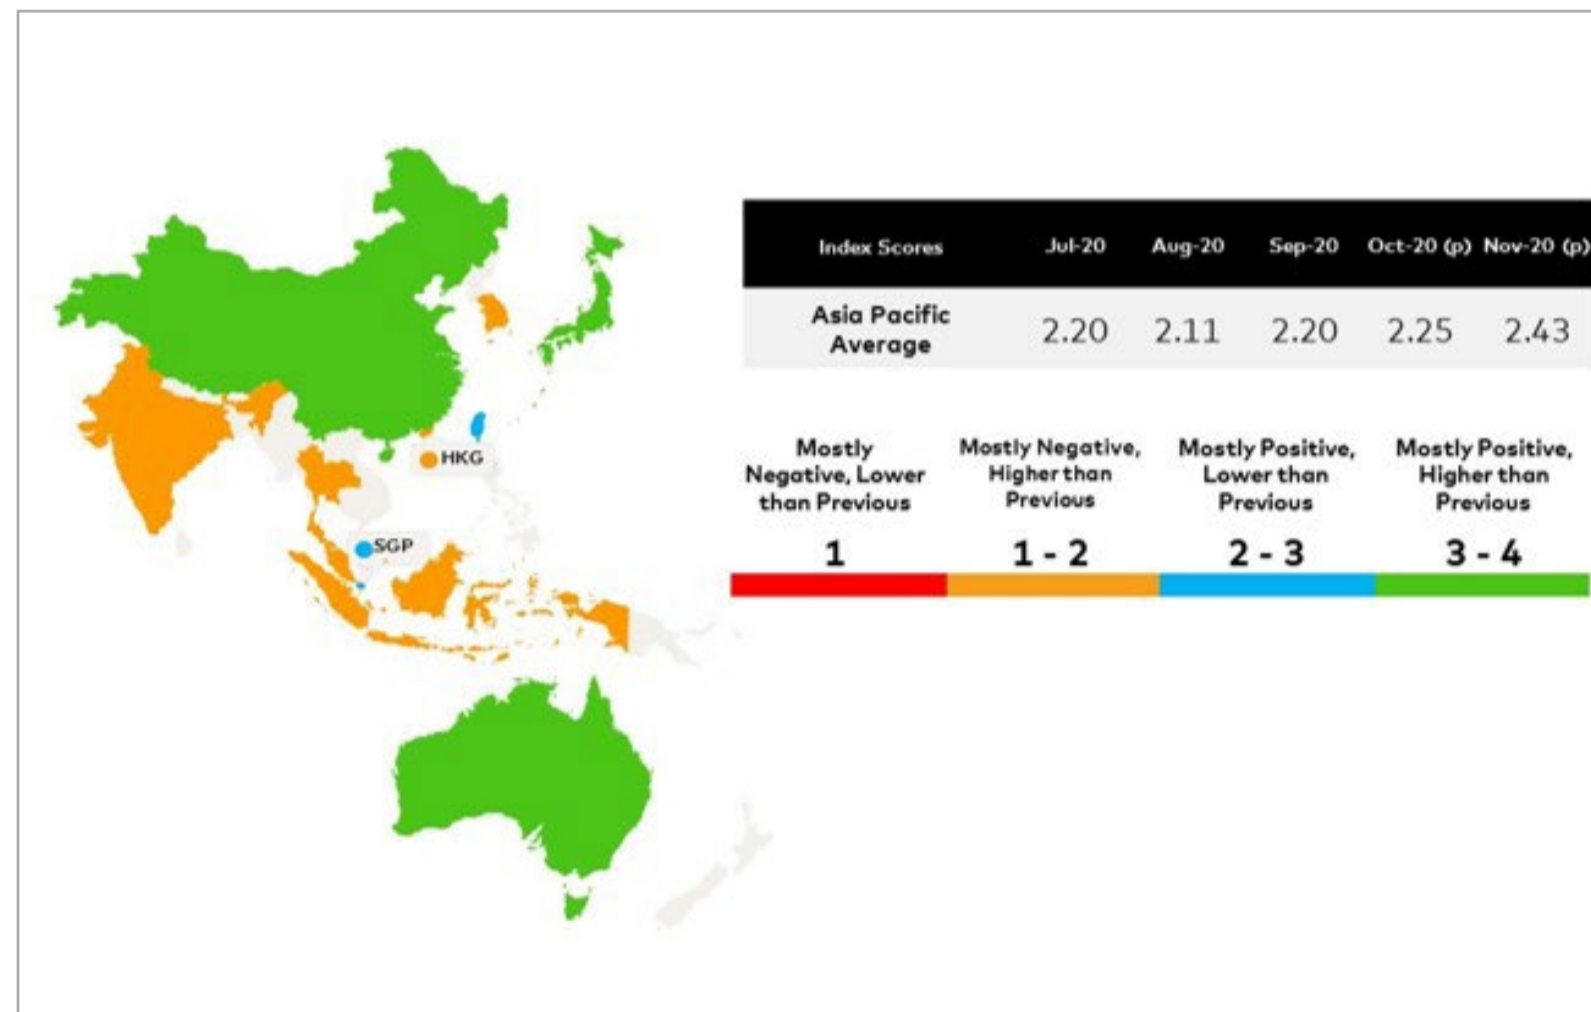 Index Scores Jul-20 Aug-20 Sep-20 Oct-20 (p) Nov-20 (p)
Asia Pacific
Average 2.20 2.11 2.20 2.25 2.43
Mostly
Negative, Lower
than Previous
1
Mostly Negative,
Higher than
Previous
1 - 2
Mostly Positive,
Lower than
Previous
2 - 3
Mostly Positive,
Higher than
Previous
3 - 4
HKG
SGP